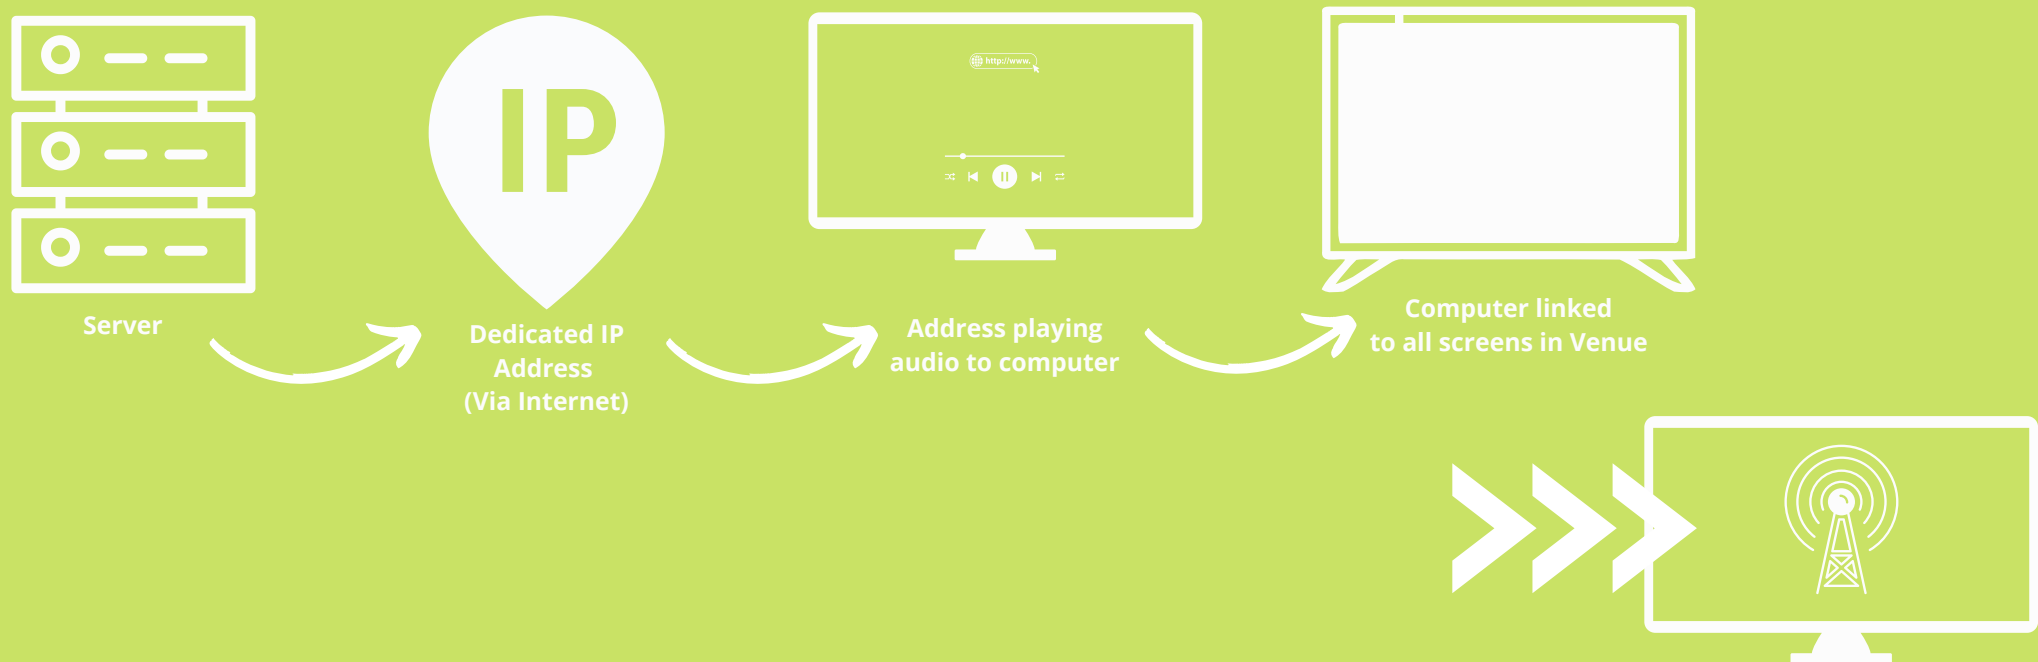 IP
http://www.
Server
Dedicated IP
Address
(Via Internet)
Address playing
audio to computer
Computer linked
to all screens in Venue